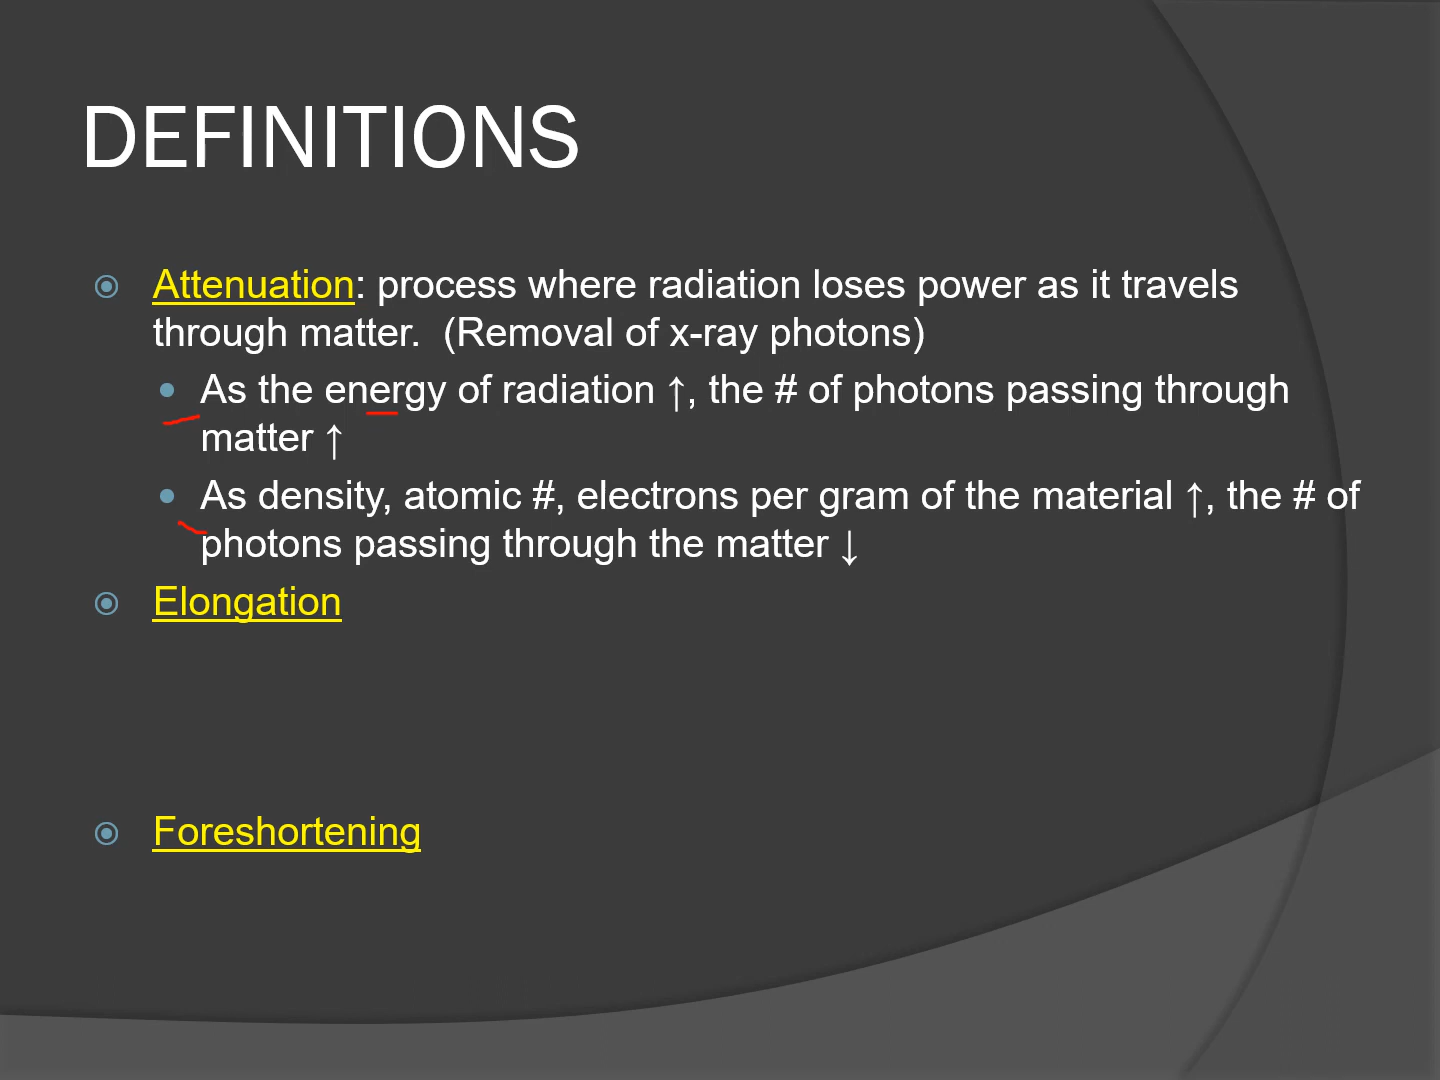 DEFINITIONS
Attenuation: process where radiation loses power as it travels
through matter.  (Removal of x-ray photons)
As the energy of radiation ↑, the # of photons passing through
matter ↑
As density, atomic #, electrons per gram of the material ↑, the # of
photons passing through the matter ↓
Elongation
Foreshortening